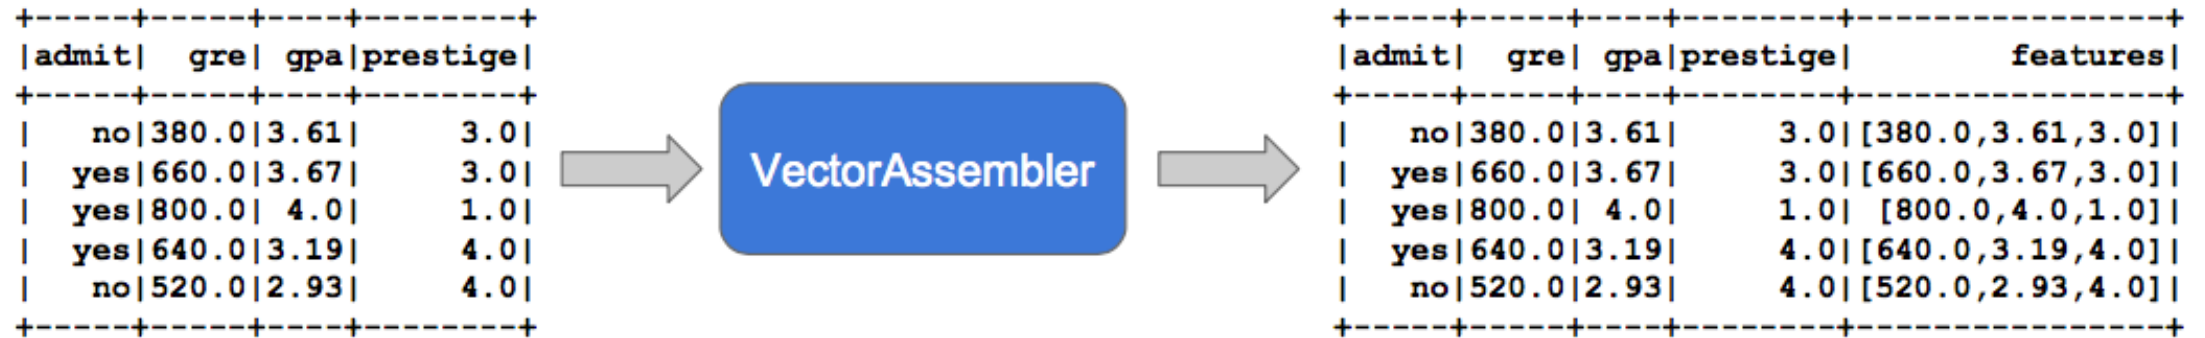 +-----+-----+----+--------+
|admit|  gre| gpa|prestige|
+-----+-----+----+--------+
|   no|380.0|3.61|     3.0|
|  yes|660.0|3.67|     3.0|
|  yes|800.0| 4.0|     1.0|
|  yes|640.0|3.19|     4.0|
|   no|520.0|2.93|     4.0|
+-----+-----+----+--------+
VectorAssembler
+-----+-----+----+--------+----------------+
|admit|  gre| gpa|prestige|        features|
+-----+-----+----+--------+----------------+
|   no|380.0|3.61|     3.0|[380.0,3.61,3.0]|
|  yes|660.0|3.67|     3.0|[660.0,3.67,3.0]|
|  yes|800.0| 4.0|     1.0| [800.0,4.0,1.0]|
|  yes|640.0|3.19|     4.0|[640.0,3.19,4.0]|
|   no|520.0|2.93|     4.0|[520.0,2.93,4.0]|
+-----+-----+----+--------+----------------+